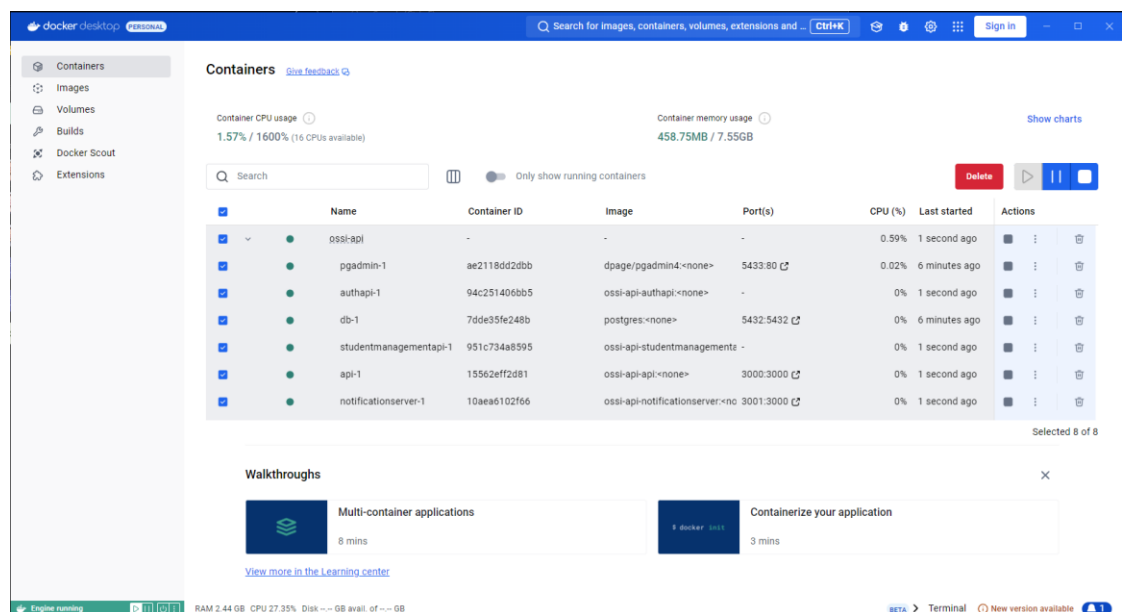 docker desktop PERSONAL
Search for images, containers, volumes, extensions and ... Ctrl+K
Sign in
Containers
Images
Volumes
Builds
Docker Scout
Extensions
Containers Give feedback
Container CPU usage
1.57% / 1600% (16 CPUs available)
Container memory usage
458.75MB / 7.55GB
Show charts
Search
Only show running containers
Delete
Name Container ID Image Port(s) CPU (%) Last started Actions
ossi-api - - - 0.59% 1 second ago
pgadmin-1 ae2118dd2dbb dpage/pgadmin4:<none> 5433:80 0.02% 6 minutes ago
authapi-1 94c251406bb5 ossi-api-authapi:<none> - 0% 1 second ago
db-1 7dde35fe248b postgres:<none> 5432:5432 0% 6 minutes ago
studentmanagementapi-1 951c734a8595 ossi-api-studentmanagementa - 0% 1 second ago
api-1 15562eff2d81 ossi-api-api:<none> 3000:3000 0% 1 second ago
notificationserver-1 10aea6102f66 ossi-api-notificationserver:<no 3001:3000 0% 1 second ago
Selected 8 of 8
Walkthroughs
Multi-container applications
8 mins
$ docker init
Containerize your application
3 mins
View more in the Learning center
Engine running
RAM 2.44 GB CPU 27.35% Disk --.-- GB avail. of --.-- GB
BETA > Terminal New version available 1